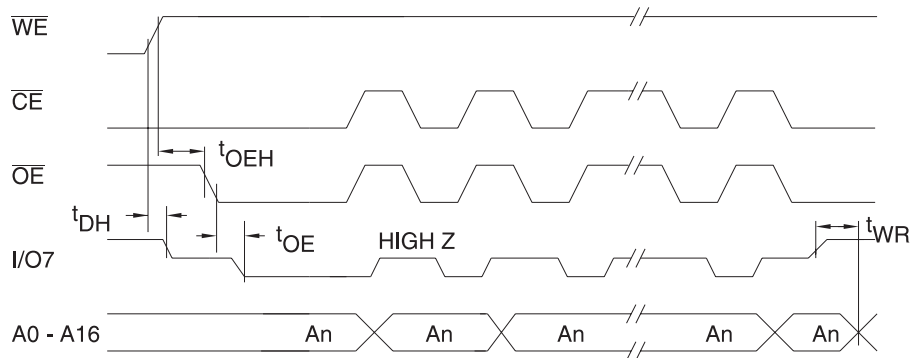 WE
CE
tOEH
OE
tDH
tOE
tWR
HIGH Z
I/O7
A0 - A16 An An An An An